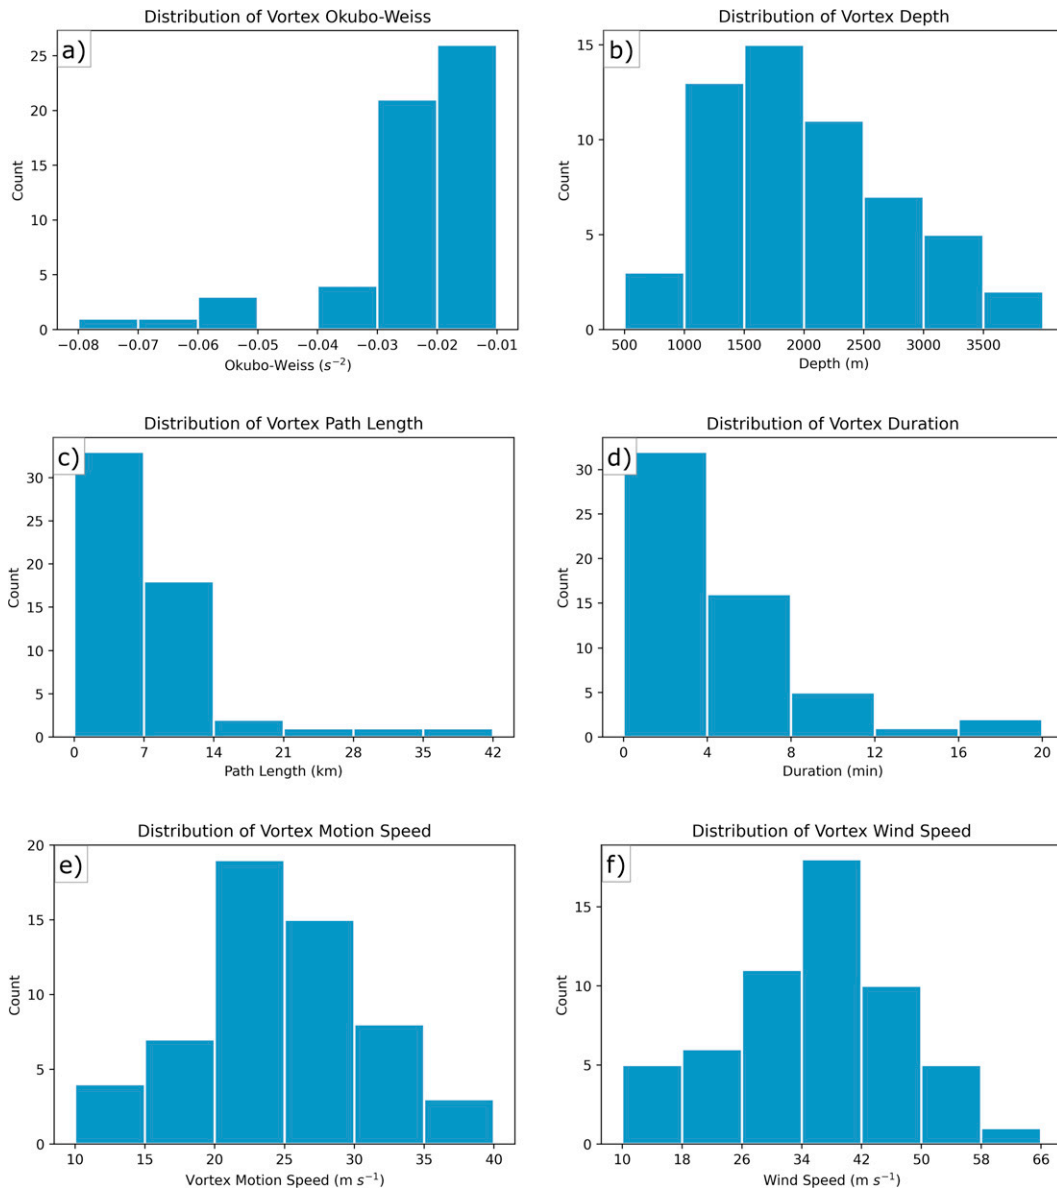 Distribution of Vortex Okubo-Weiss
a)
25
20
15
10
5
0
Count
−0.08 −0.07 −0.06 −0.05 −0.04 −0.03 −0.02 −0.01
Okubo-Weiss (s⁻²)
Distribution of Vortex Depth
b)
15
10
5
0
Count
500 1000 1500 2000 2500 3000 3500
Depth (m)
Distribution of Vortex Path Length
c)
30
25
20
15
10
5
0
Count
0 7 14 21 28 35 42
Path Length (km)
Distribution of Vortex Duration
d)
30
25
20
15
10
5
0
Count
0 4 8 12 16 20
Duration (min)
Distribution of Vortex Motion Speed
e)
20
15
10
5
0
Count
10 15 20 25 30 35 40
Vortex Motion Speed (m s⁻¹)
Distribution of Vortex Wind Speed
f)
15
10
5
0
Count
10 18 26 34 42 50 58 66
Wind Speed (m s⁻¹)